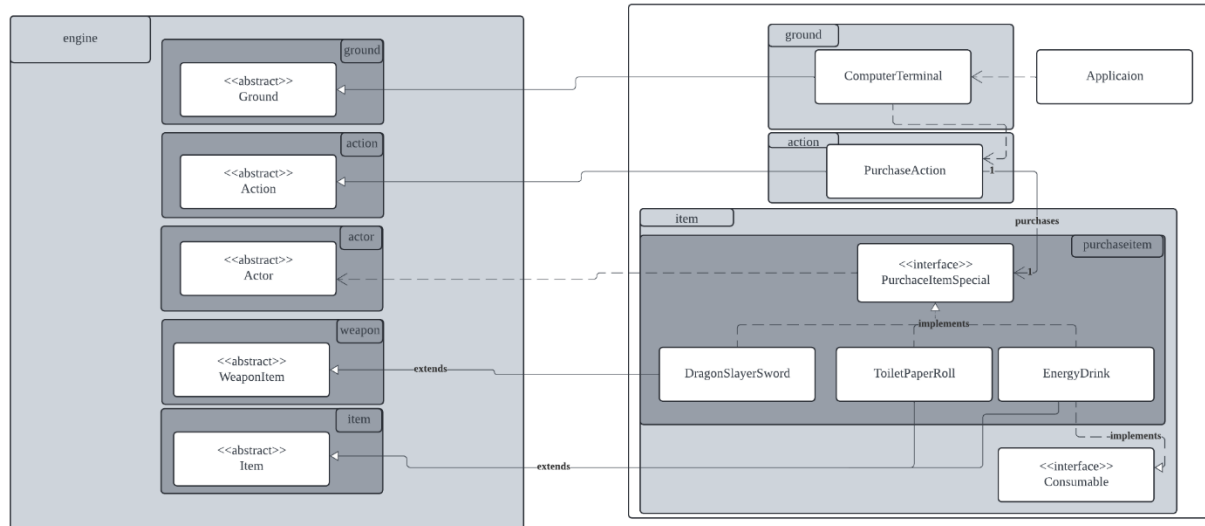 engine
ground
<<abstract>>
Ground
action
<<abstract>>
Action
actor
<<abstract>>
Actor
weapon
<<abstract>>
WeaponItem
item
<<abstract>>
Item
ground
ComputerTerminal
Applicaion
action
PurchaseAction
1
purchases
item
purchaseitem
<<interface>>
PurchaceItemSpecial
1
implements
DragonSlayerSword
ToiletPaperRoll
EnergyDrink
extends
implements
<<interface>>
Consumable
extends